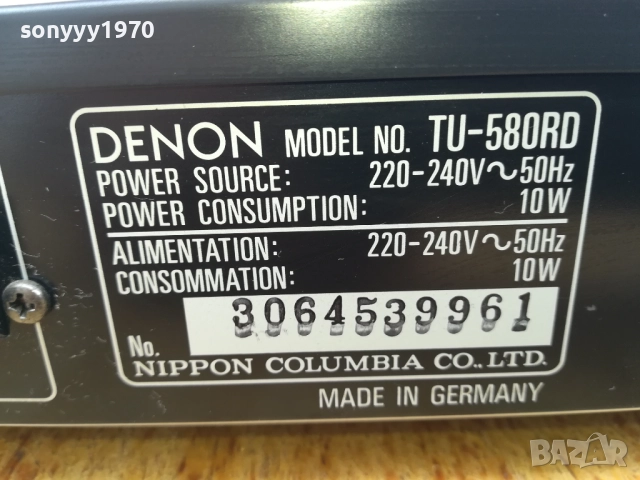 sonyyy1970
DENON MODEL NO. TU-580RD
POWER SOURCE: 220-240V~50Hz
POWER CONSUMPTION: 10W
ALIMENTATION: 220-240V~50Hz
CONSOMMATION: 10W
3064539961
No.
NIPPON COLUMBIA CO., LTD.
MADE IN GERMANY
BAZAR